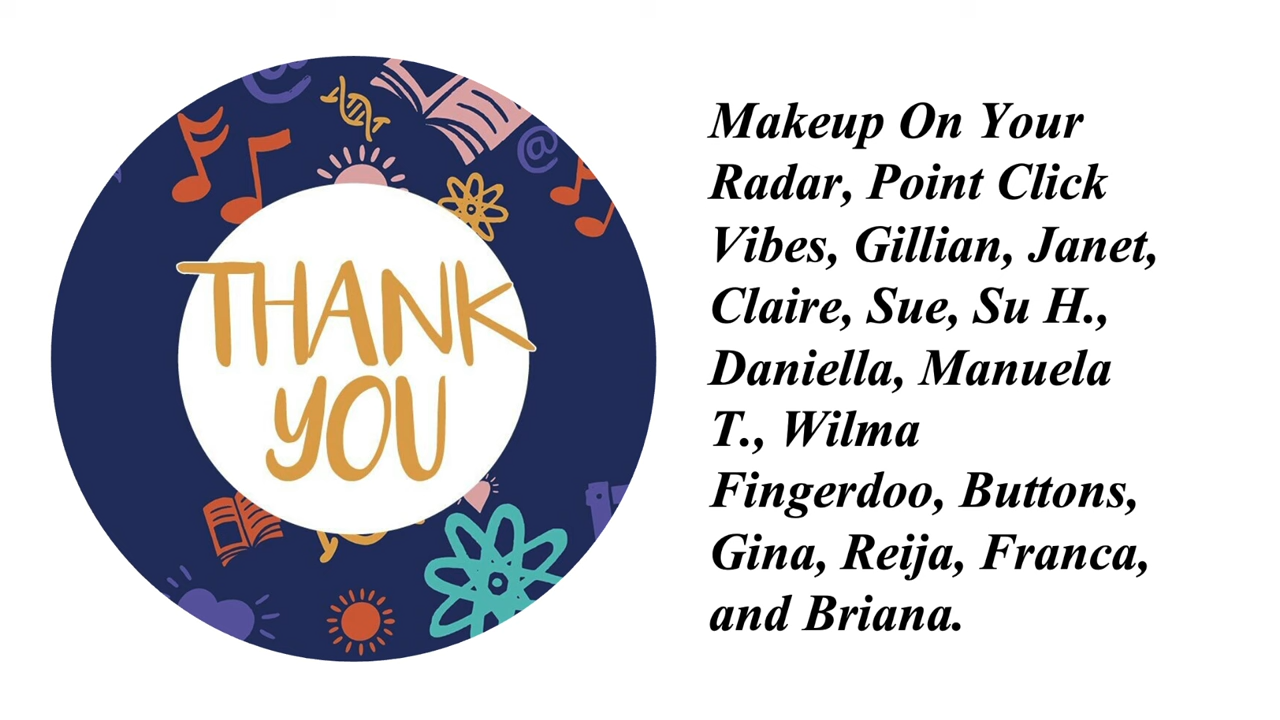 THANK
YOU
Makeup On Your
Radar, Point Click
Vibes, Gillian, Janet,
Claire, Sue, Su H.,
Daniella, Manuela
T., Wilma
Fingerdoo, Buttons,
Gina, Reija, Franca,
and Briana.